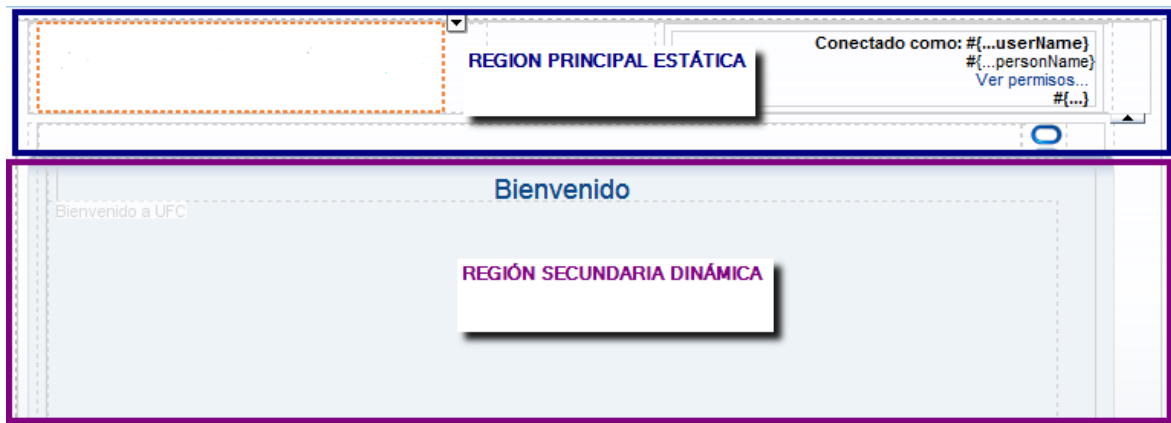 Conectado como: #{...userName}
REGION PRINCIPAL ESTÁTICA
#{...personName}
Ver permisos...
#{...}
Bienvenido
Bienvenido a UFC
REGIÓN SECUNDARIA DINÁMICA